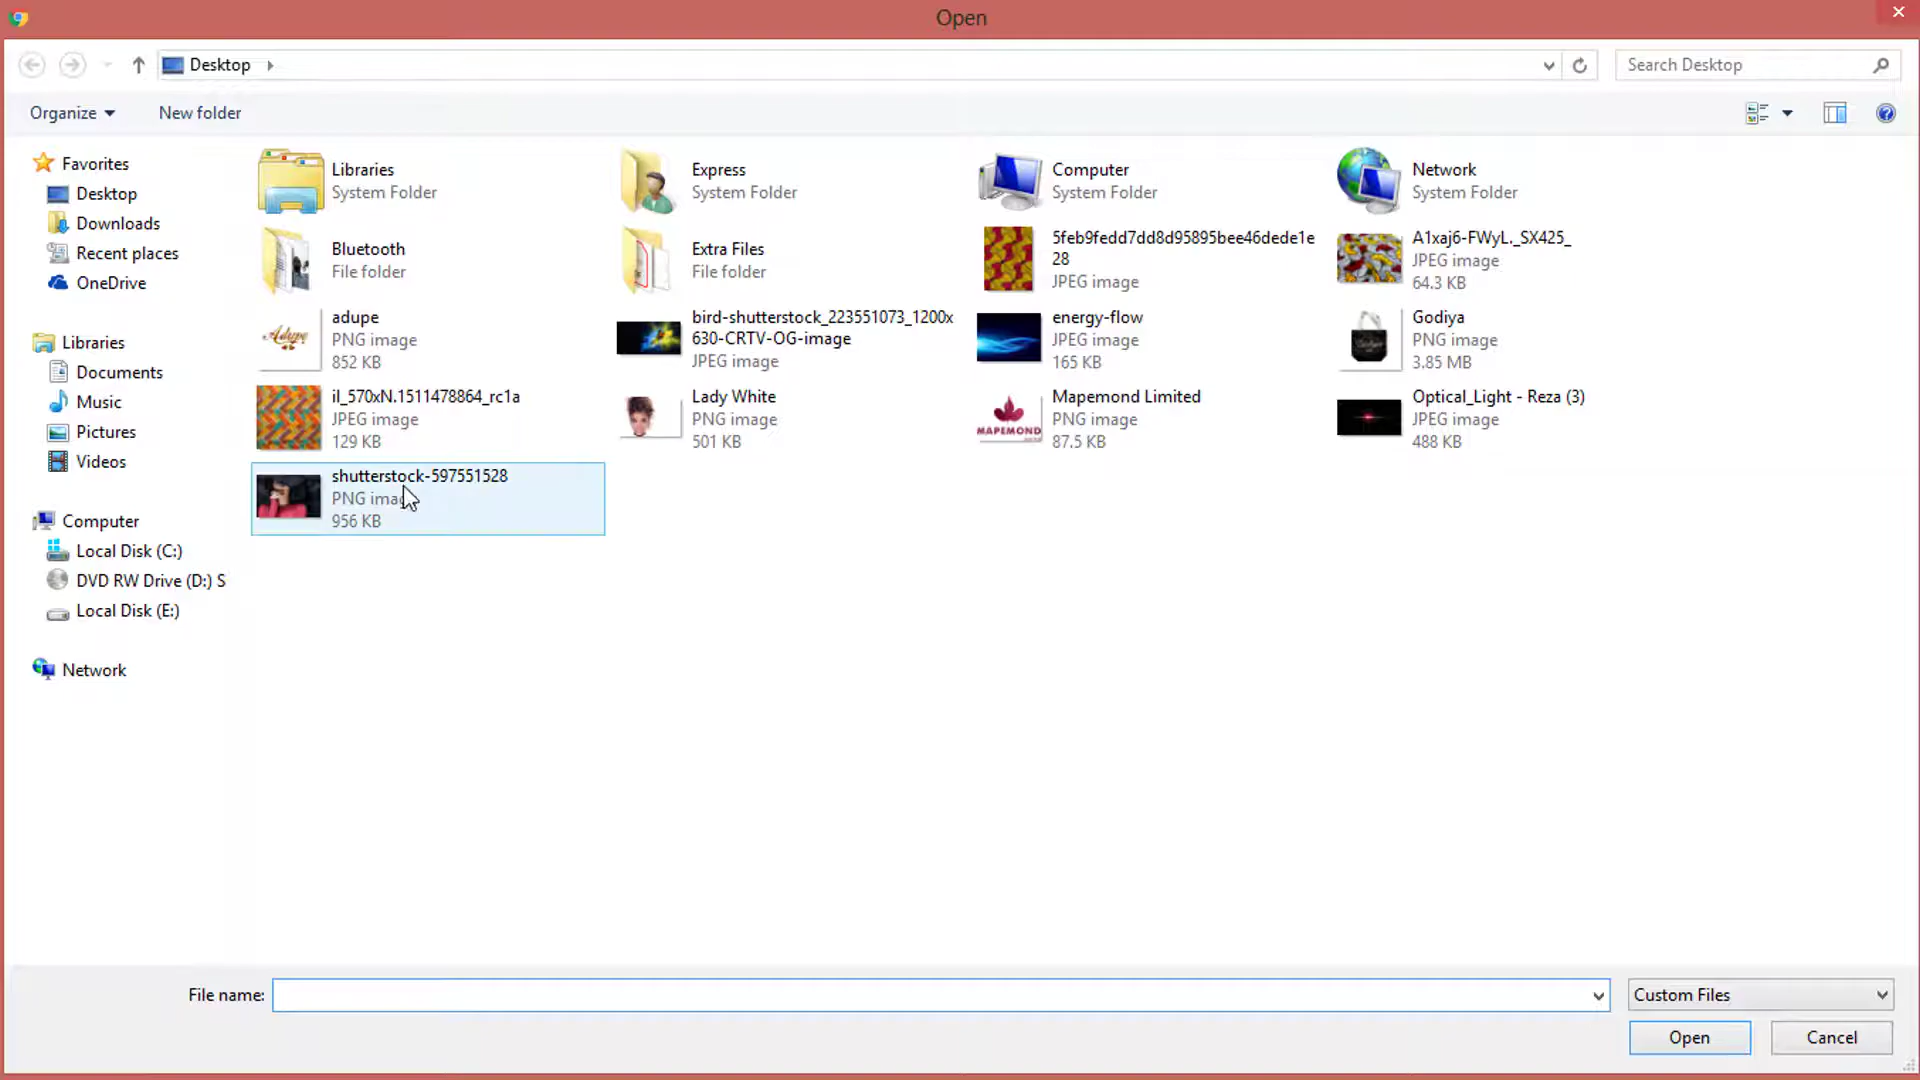 Open
Desktop
Search Desktop
Organize
New folder
Favorites
Desktop
Downloads
Recent places
OneDrive
Libraries
Documents
Music
Pictures
Videos
Computer
Local Disk (C:)
DVD RW Drive (D:) S
Local Disk (E:)
Network
Libraries
System Folder
Express
System Folder
Computer
System Folder
Network
System Folder
Bluetooth
File folder
Extra Files
File folder
5feb9fedd7dd8d95895bee46dede1e
28
JPEG image
A1xaj6-FWyL._SX425_
JPEG image
64.3 KB
Adupe
adupe
PNG image
852 KB
bird-shutterstock_223551073_1200x
630-CRTV-OG-image
JPEG image
energy-flow
JPEG image
165 KB
Godiya
PNG image
3.85 MB
il_570xN.1511478864_rc1a
JPEG image
129 KB
Lady White
PNG image
501 KB
MAPEMOND
Mapemond Limited
PNG image
87.5 KB
Optical_Light - Reza (3)
JPEG image
488 KB
shutterstock-597551528
PNG ima
956 KB
File name:
Custom Files
Open
Cancel